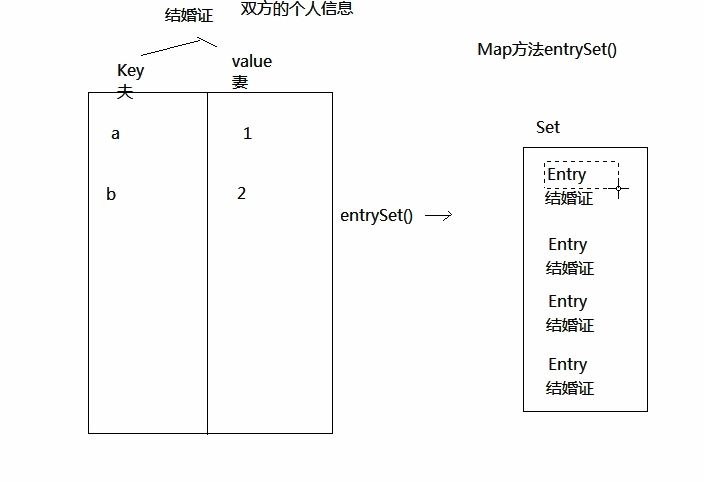 结婚证 双方的个人信息
Map方法entrySet()
Key
夫
value
妻
a 1
b 2
entrySet()
Set
Entry
结婚证
Entry
结婚证
Entry
结婚证
Entry
结婚证